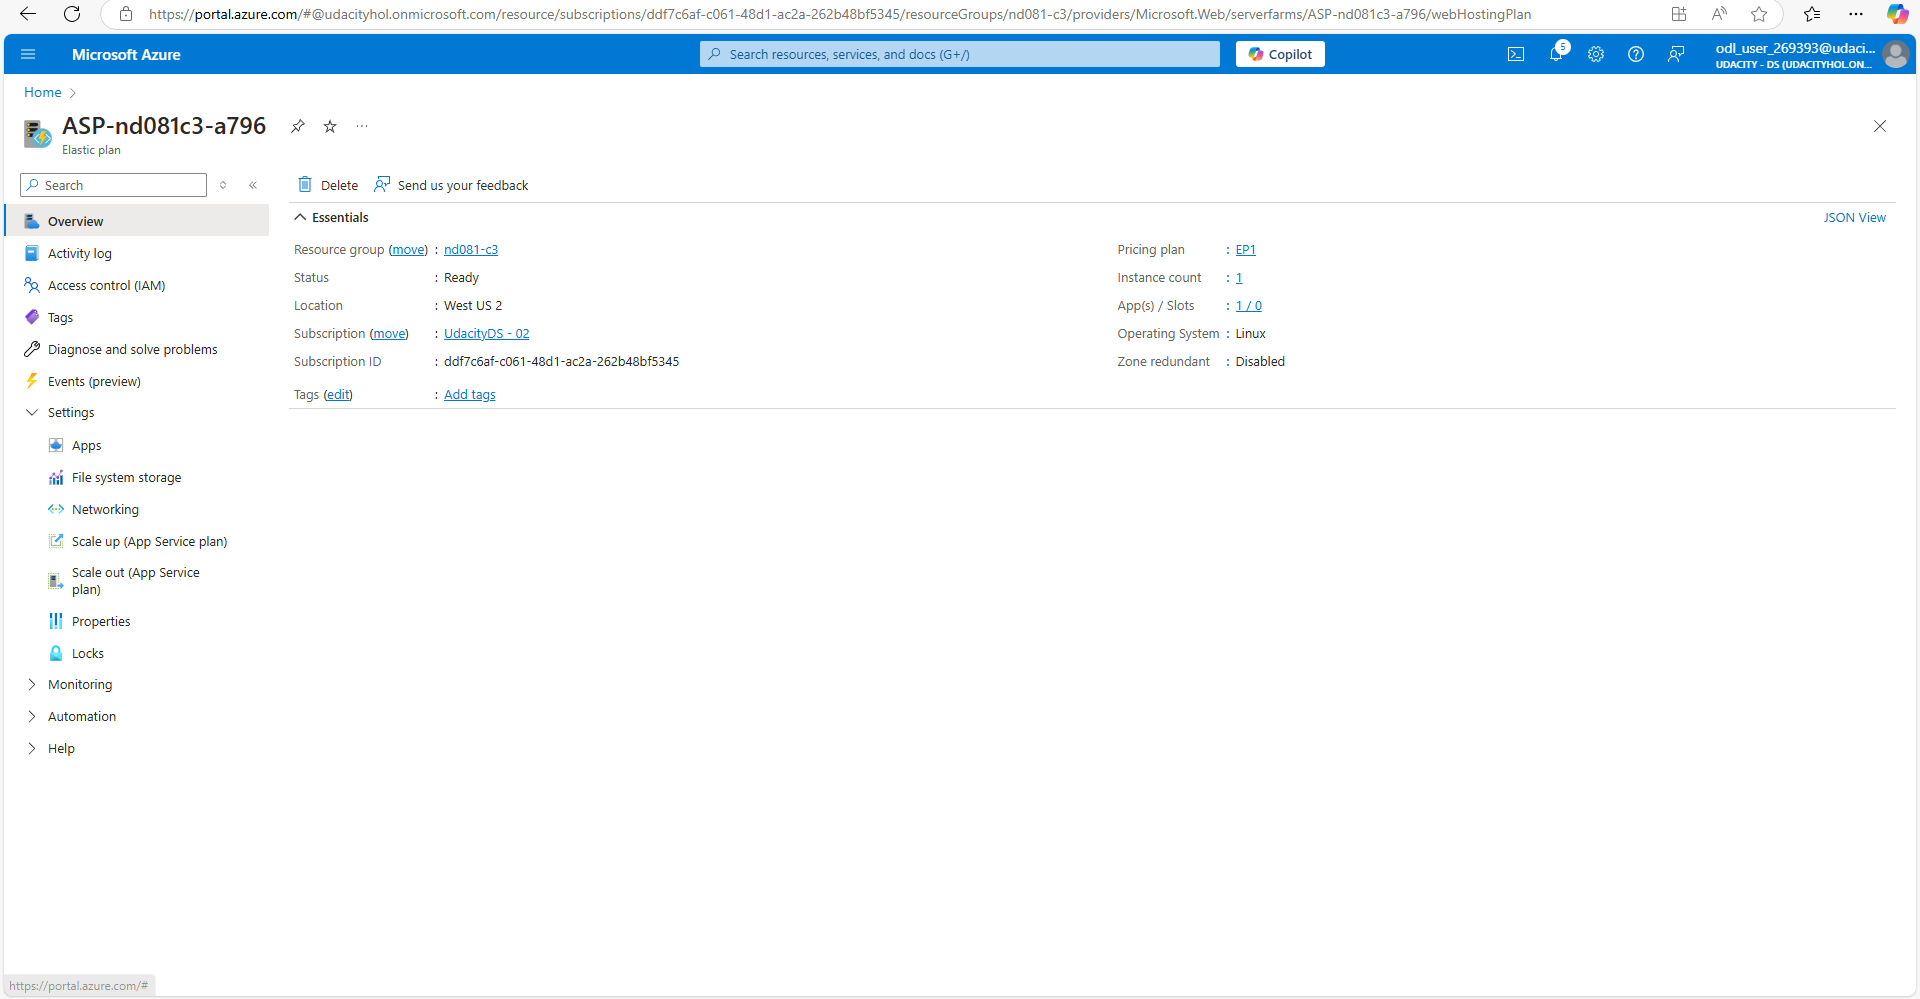 https://portal.azure.com/#@udacityhol.onmicrosoft.com/resource/subscriptions/ddf7c6af-c061-48d1-ac2a-262b48bf5345/resourceGroups/nd081-c3/providers/Microsoft.Web/serverfarms/ASP-nd081c3-a796/webHostingPlan
Microsoft Azure
Search resources, services, and docs (G+/)
Copilot
5
odl_user_269393@udaci...
UDACITY - DS (UDACITYHOL.ON...
Home
ASP-nd081c3-a796
Elastic plan
Search
Delete
Send us your feedback
Overview
Activity log
Access control (IAM)
Tags
Diagnose and solve problems
Events (preview)
Settings
Apps
File system storage
Networking
Scale up (App Service plan)
Scale out (App Service
plan)
Properties
Locks
Monitoring
Automation
Help
Essentials
JSON View
Resource group (move) : nd081-c3
Status : Ready
Location : West US 2
Subscription (move) : UdacityDS - 02
Subscription ID : ddf7c6af-c061-48d1-ac2a-262b48bf5345
Tags (edit) : Add tags
Pricing plan : EP1
Instance count : 1
App(s) / Slots : 1 / 0
Operating System : Linux
Zone redundant : Disabled
https://portal.azure.com/#